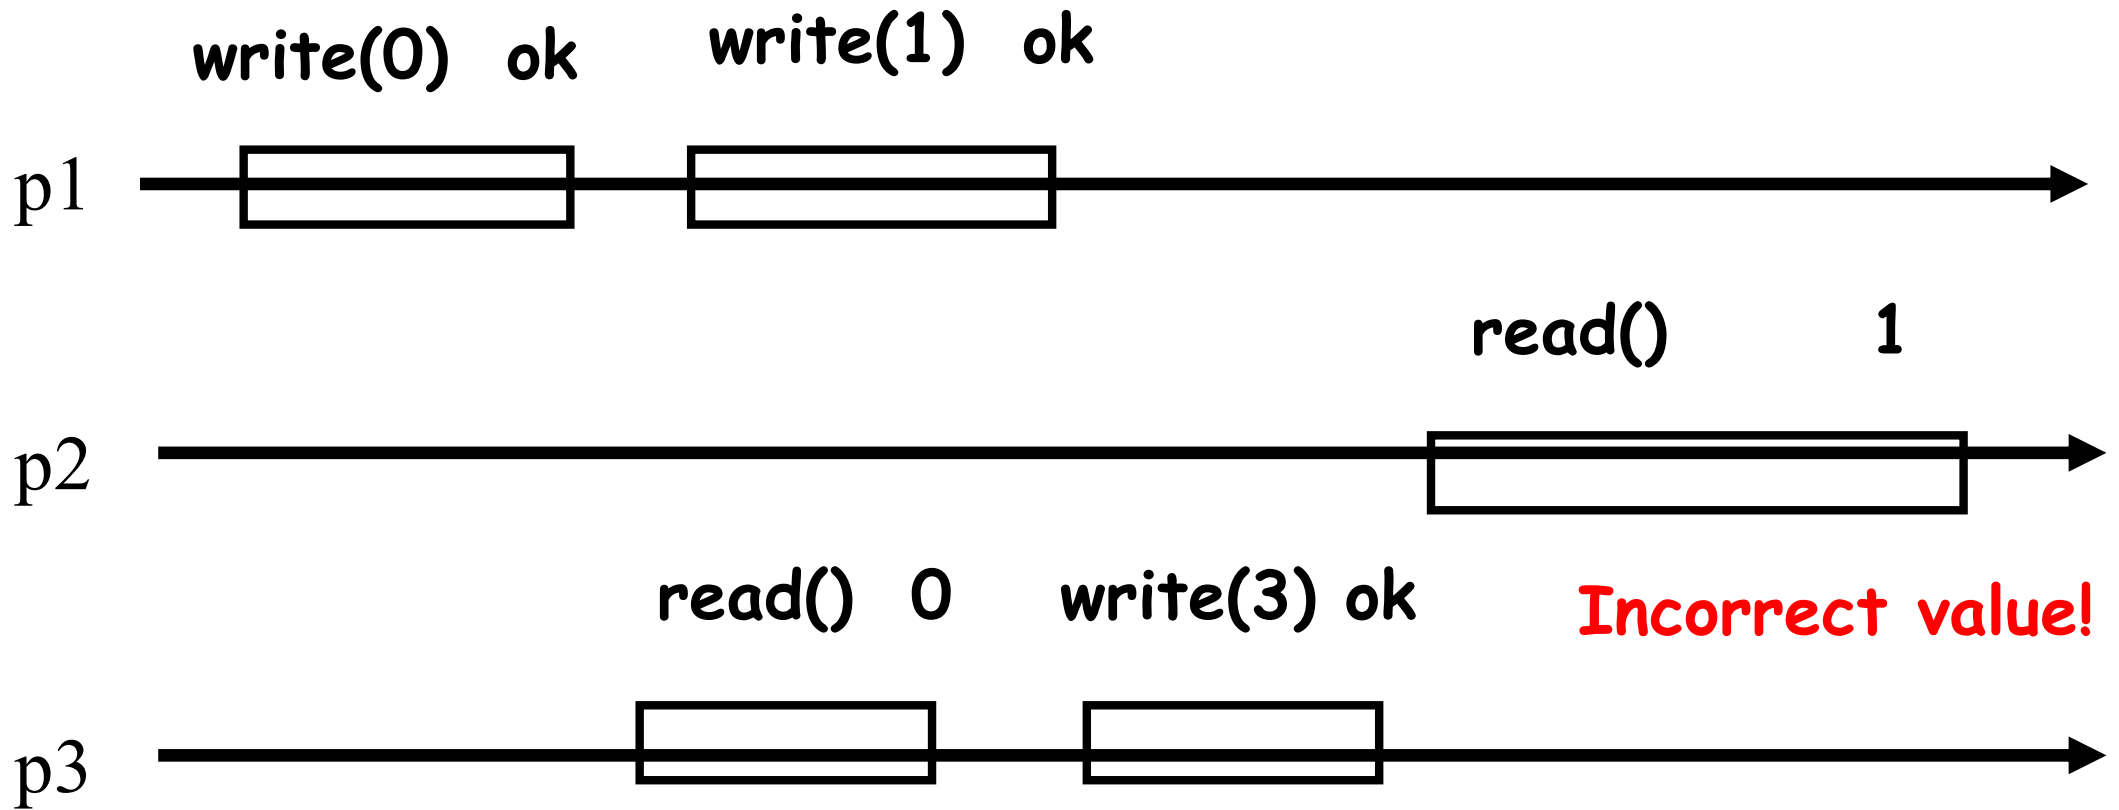 write(0) ok write(1) ok
p1
read() 1
p2
read() 0 write(3) ok Incorrect value!
p3